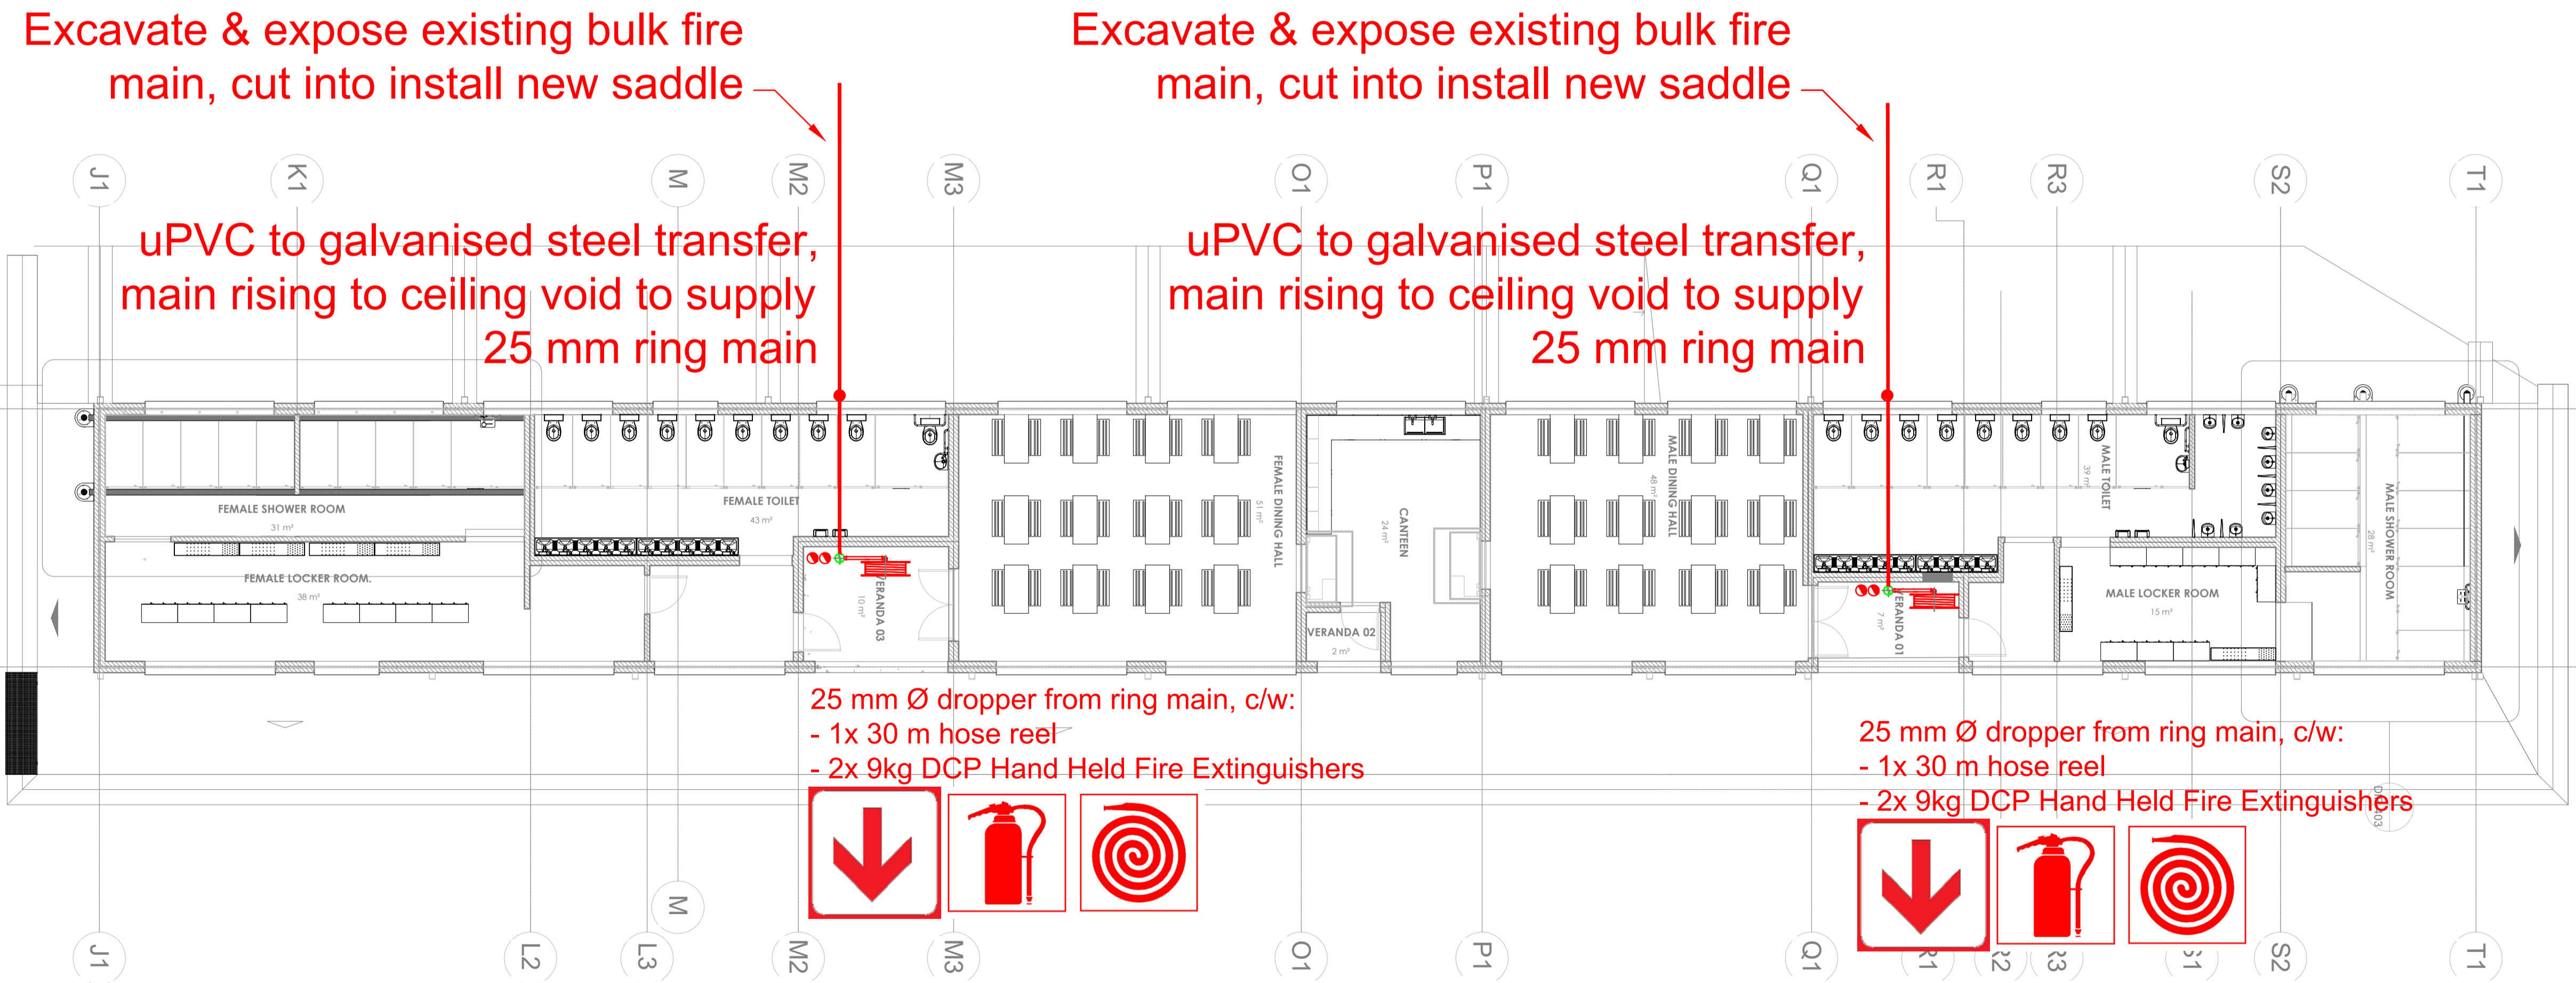 Excavate & expose existing bulk fire
main, cut into install new saddle
Excavate & expose existing bulk fire
main, cut into install new saddle
J1
K1
M
M2
M3
O1
P1
Q1
R1
R3
S2
T1
uPVC to galvanised steel transfer,
main rising to ceiling void to supply
25 mm ring main
uPVC to galvanised steel transfer,
main rising to ceiling void to supply
25 mm ring main
FEMALE SHOWER ROOM
31 m²
FEMALE LOCKER ROOM.
38 m²
FEMALE TOILET
43 m²
VERANDA 03
10 m²
FEMALE DINING HALL
51 m²
CANTEEN
24 m²
VERANDA 02
2 m²
MALE DINING HALL
48 m²
MALE TOILET
39 m²
VERANDA 01
7 m²
MALE LOCKER ROOM
15 m²
MALE SHOWER ROOM
28 m²
25 mm Ø dropper from ring main, c/w:
- 1x 30 m hose reel
- 2x 9kg DCP Hand Held Fire Extinguishers
25 mm Ø dropper from ring main, c/w:
- 1x 30 m hose reel
- 2x 9kg DCP Hand Held Fire Extinguishers
M
J1
L2
L3
M2
M3
O1
P1
Q1
R1
R3
S2
T1